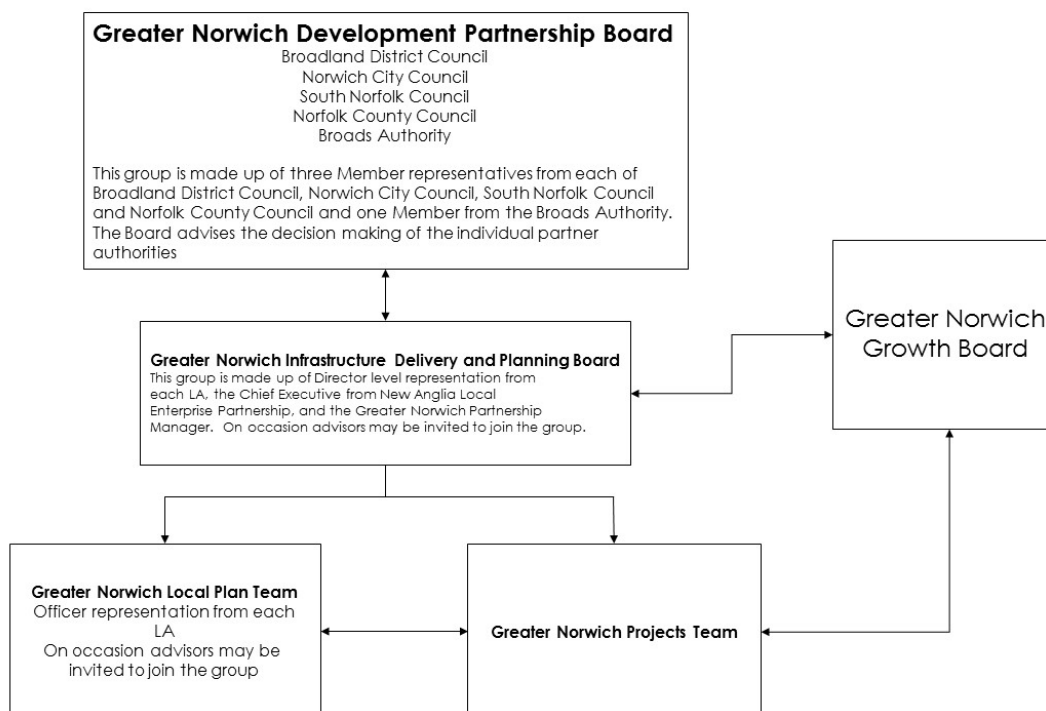 Greater Norwich Development Partnership Board
Broadland District Council
Norwich City Council
South Norfolk Council
Norfolk County Council
Broads Authority
This group is made up of three Member representatives from each of
Broadland District Council, Norwich City Council, South Norfolk Council
and Norfolk County Council and one Member from the Broads Authority.
The Board advises the decision making of the individual partner
authorities
Greater Norwich
Growth Board
Greater Norwich Infrastructure Delivery and Planning Board
This group is made up of Director level representation from
each LA, the Chief Executive from New Anglia Local
Enterprise Partnership, and the Greater Norwich Partnership
Manager. On occasion advisors may be invited to join the group.
Greater Norwich Local Plan Team
Officer representation from each
LA
On occasion advisors may be
invited to join the group
Greater Norwich Projects Team